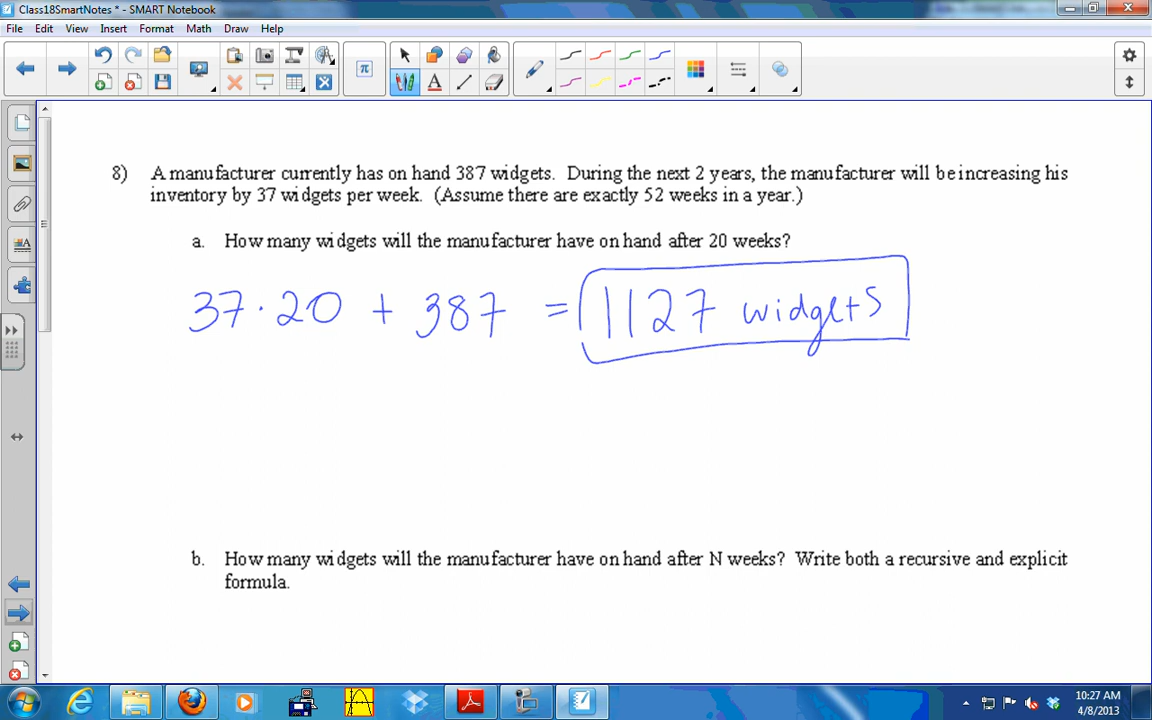 Class18SmartNotes * - SMART Notebook
File Edit View Insert Format Math Draw Help
8) A manufacturer currently has on hand 387 widgets. During the next 2 years, the manufacturer will be increasing his
inventory by 37 widgets per week. (Assume there are exactly 52 weeks in a year.)
a. How many widgets will the manufacturer have on hand after 20 weeks?
37·20 + 387 = 1127 widgets
b. How many widgets will the manufacturer have on hand after N weeks? Write both a recursive and explicit
formula.
10:27 AM
4/8/2013